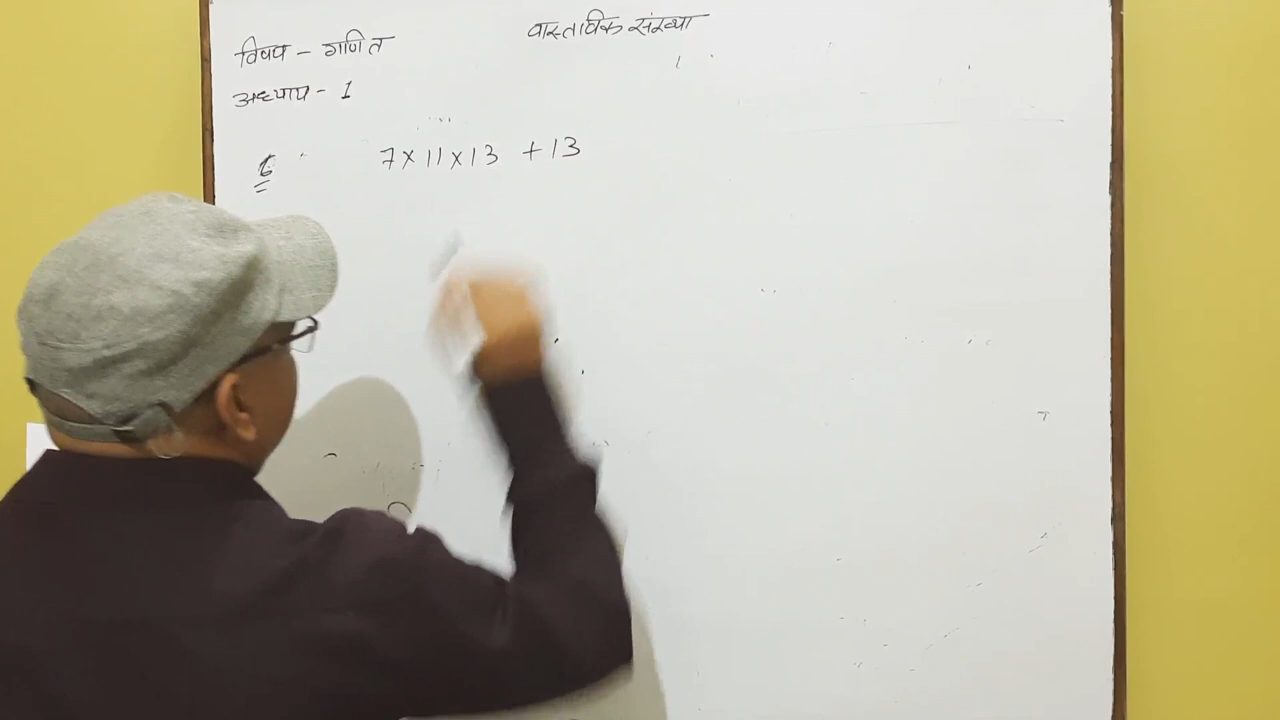 वास्तविक संख्या
विषय - गणित
अध्याय - 1
6 7 × 11 × 13 + 13